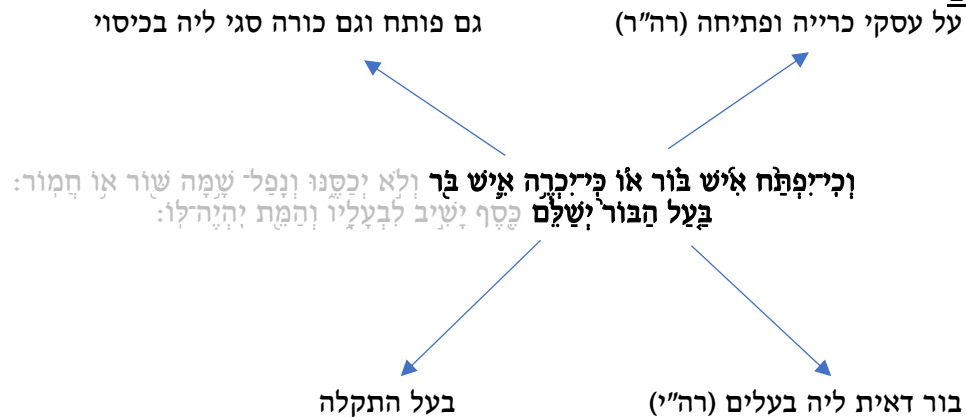 על עסקי כרייה ופתיחה (רה"ר)
גם פותח וגם כורה סגי ליה בכיסוי
וְכִֽי־יִפְתַּ֨ח אִ֜ישׁ בּ֗וֹר א֠וֹ כִּֽי־יִכְרֶ֥ה אִ֛ישׁ בֹּ֖ר וְלֹ֣א יְכַסֶּ֑נּוּ וְנָֽפַל־ שָׁ֥מָּה שּׁ֖וֹר א֥וֹ חֲמֽוֹר׃
בַּ֤עַל הַבּוֹר֙ יְשַׁלֵּ֔ם כֶּ֖סֶף יָשִׁ֣יב לִבְעָלָ֑יו וְהַמֵּ֖ת יִֽהְיֶה־לּֽוֹ׃
בור דאית ליה בעלים (רה"י)
בעל התקלה